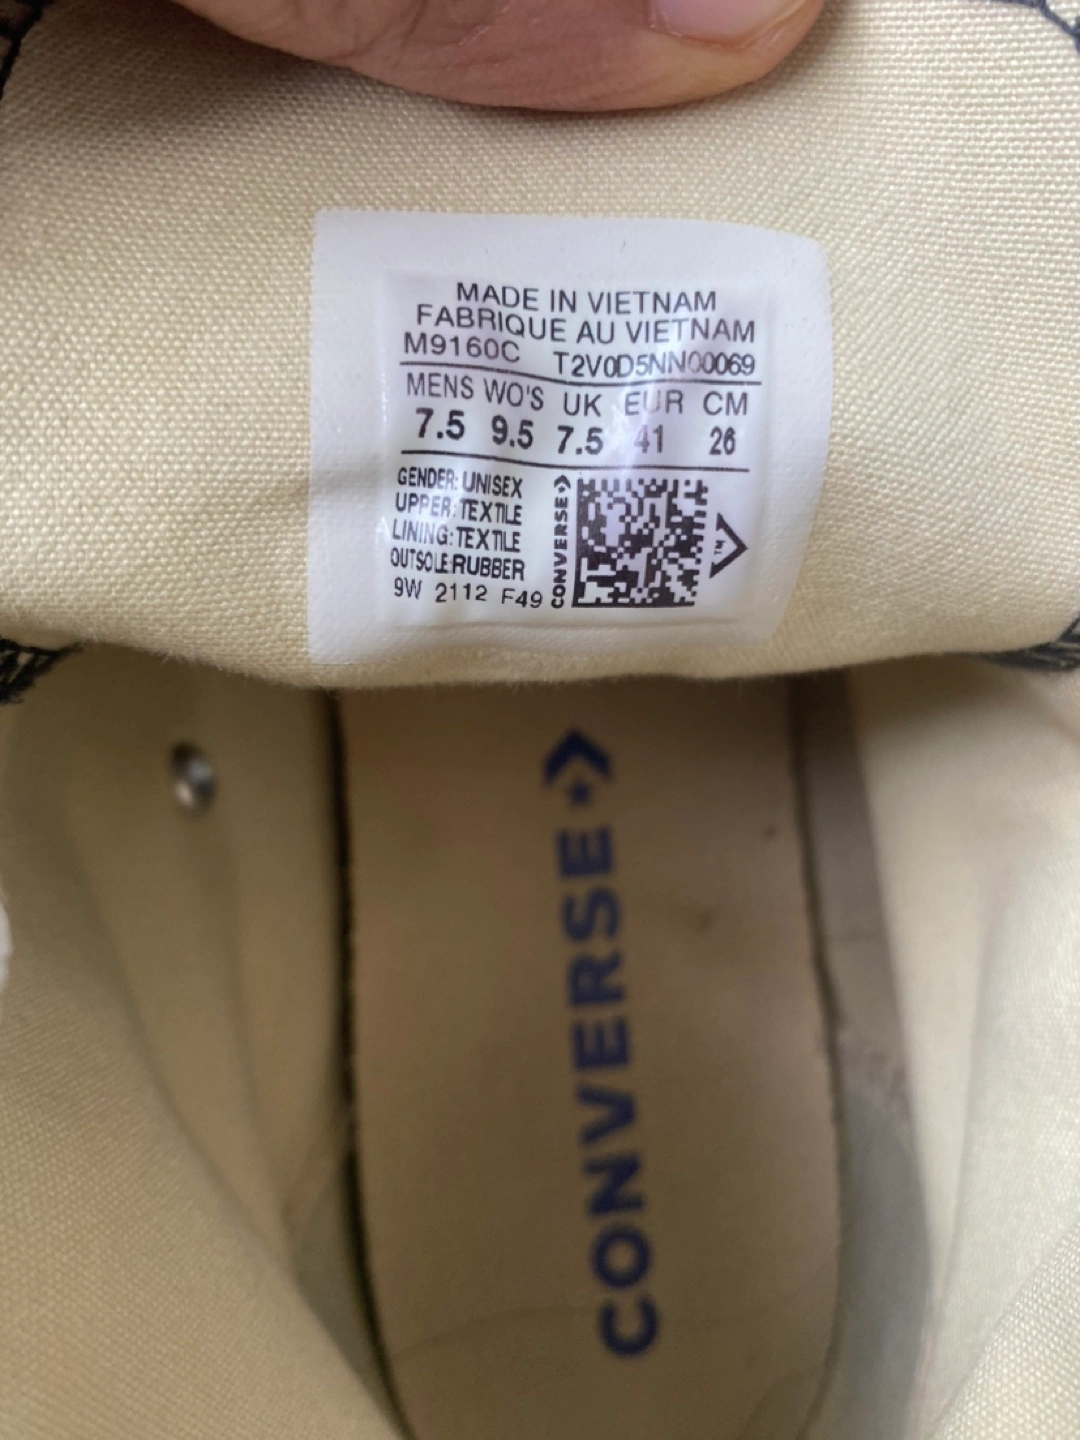 MADE IN VIETNAM
FABRIQUE AU VIETNAM
M9160C T2V0D5NN00069
MENS WO'S UK EUR CM
7.5 9.5 7.5 41 26
GENDER: UNISEX
UPPER: TEXTILE
LINING: TEXTILE
OUTSOLE:RUBBER
9W 2112 F49
CONVERSE
TM
CONVERSE